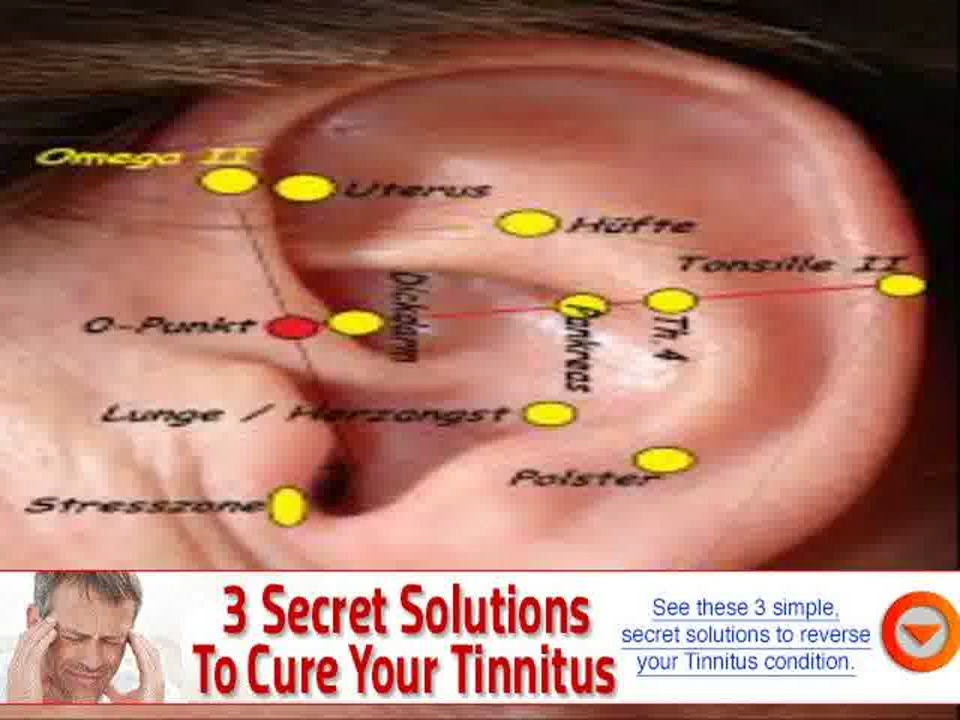 Omega II
Uterus
Hüfte
Tonsille II
O-Punkt
Dickdarm
Pankreas
Th. 4
Lunge / Herzangst
Polster
Stresszone
3 Secret Solutions
To Cure Your Tinnitus
See these 3 simple,
secret solutions to reverse
your Tinnitus condition.